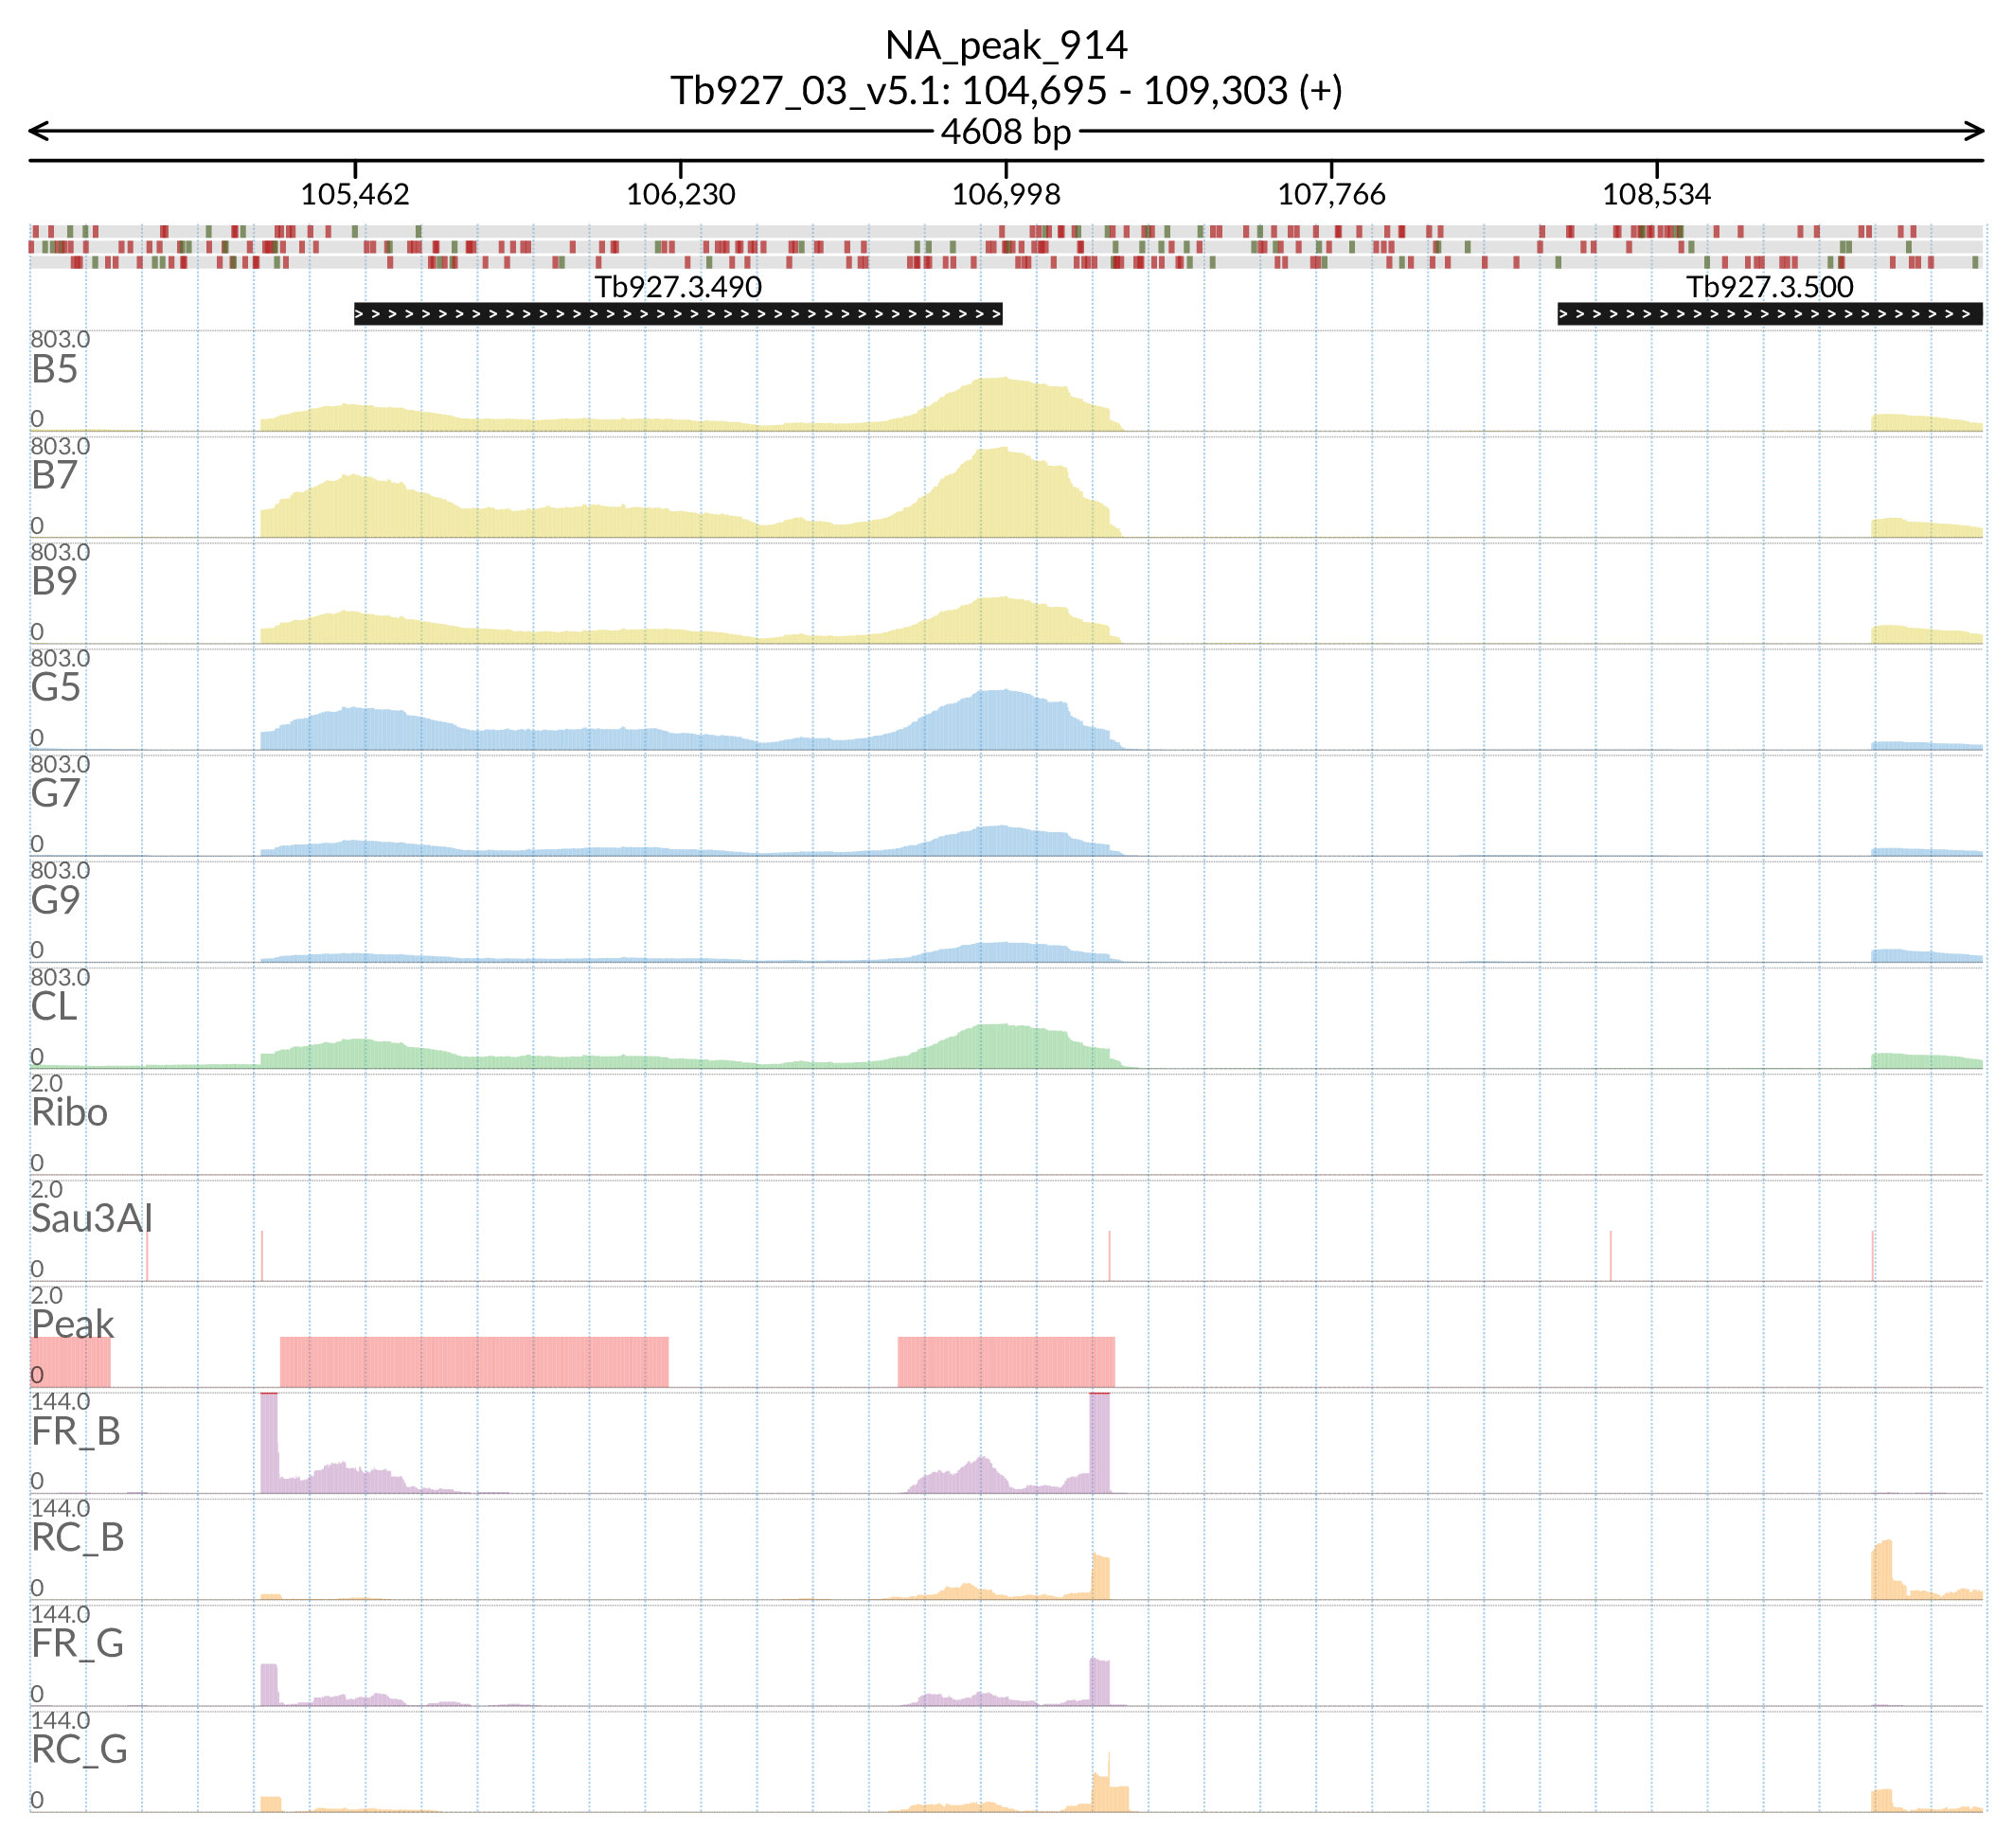 NA_peak_914
Tb927_03_v5.1: 104,695 - 109,303 (+)
4608 bp
105,462 106,230 106,998 107,766 108,534
Tb927.3.490 Tb927.3.500
803.0
B5
0
803.0
B7
0
803.0
B9
0
803.0
G5
0
803.0
G7
0
803.0
G9
0
803.0
CL
0
2.0
Ribo
0
2.0
Sau3AI
0
2.0
Peak
0
144.0
FR_B
0
144.0
RC_B
0
144.0
FR_G
0
144.0
RC_G
0